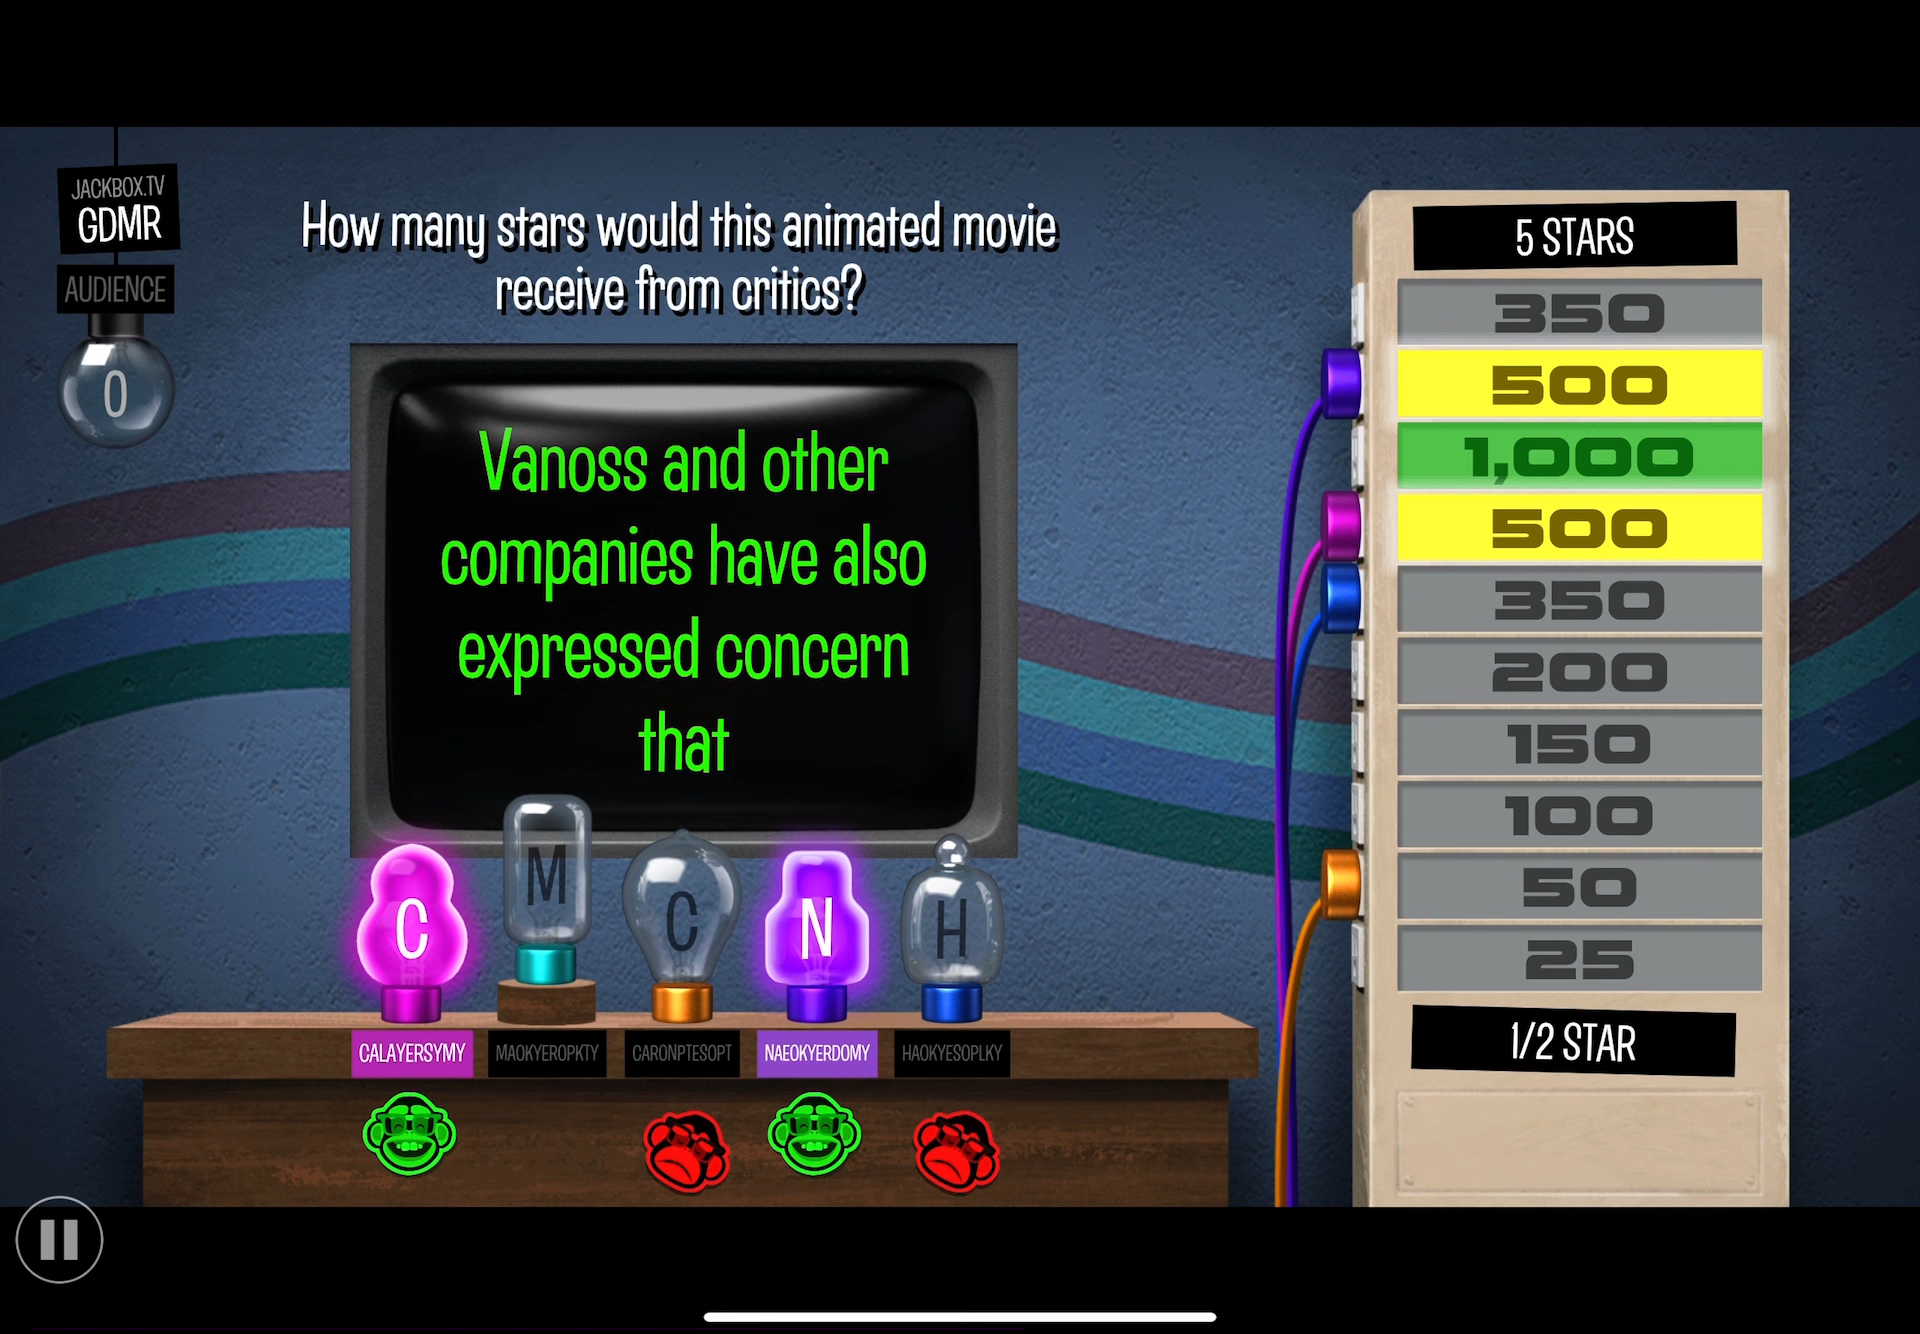 JACKBOX.TV
GDMR
AUDIENCE
0
How many stars would this animated movie
receive from critics?
Vanoss and other
companies have also
expressed concern
that
C
M
C
N
H
CALAYERSYMY
MAOKYEROPKTY
CARONPTESOPT
NAEOKYERDOMY
HAOKYESOPLKY
5 STARS
350
500
1,000
500
350
200
150
100
50
25
1/2 STAR